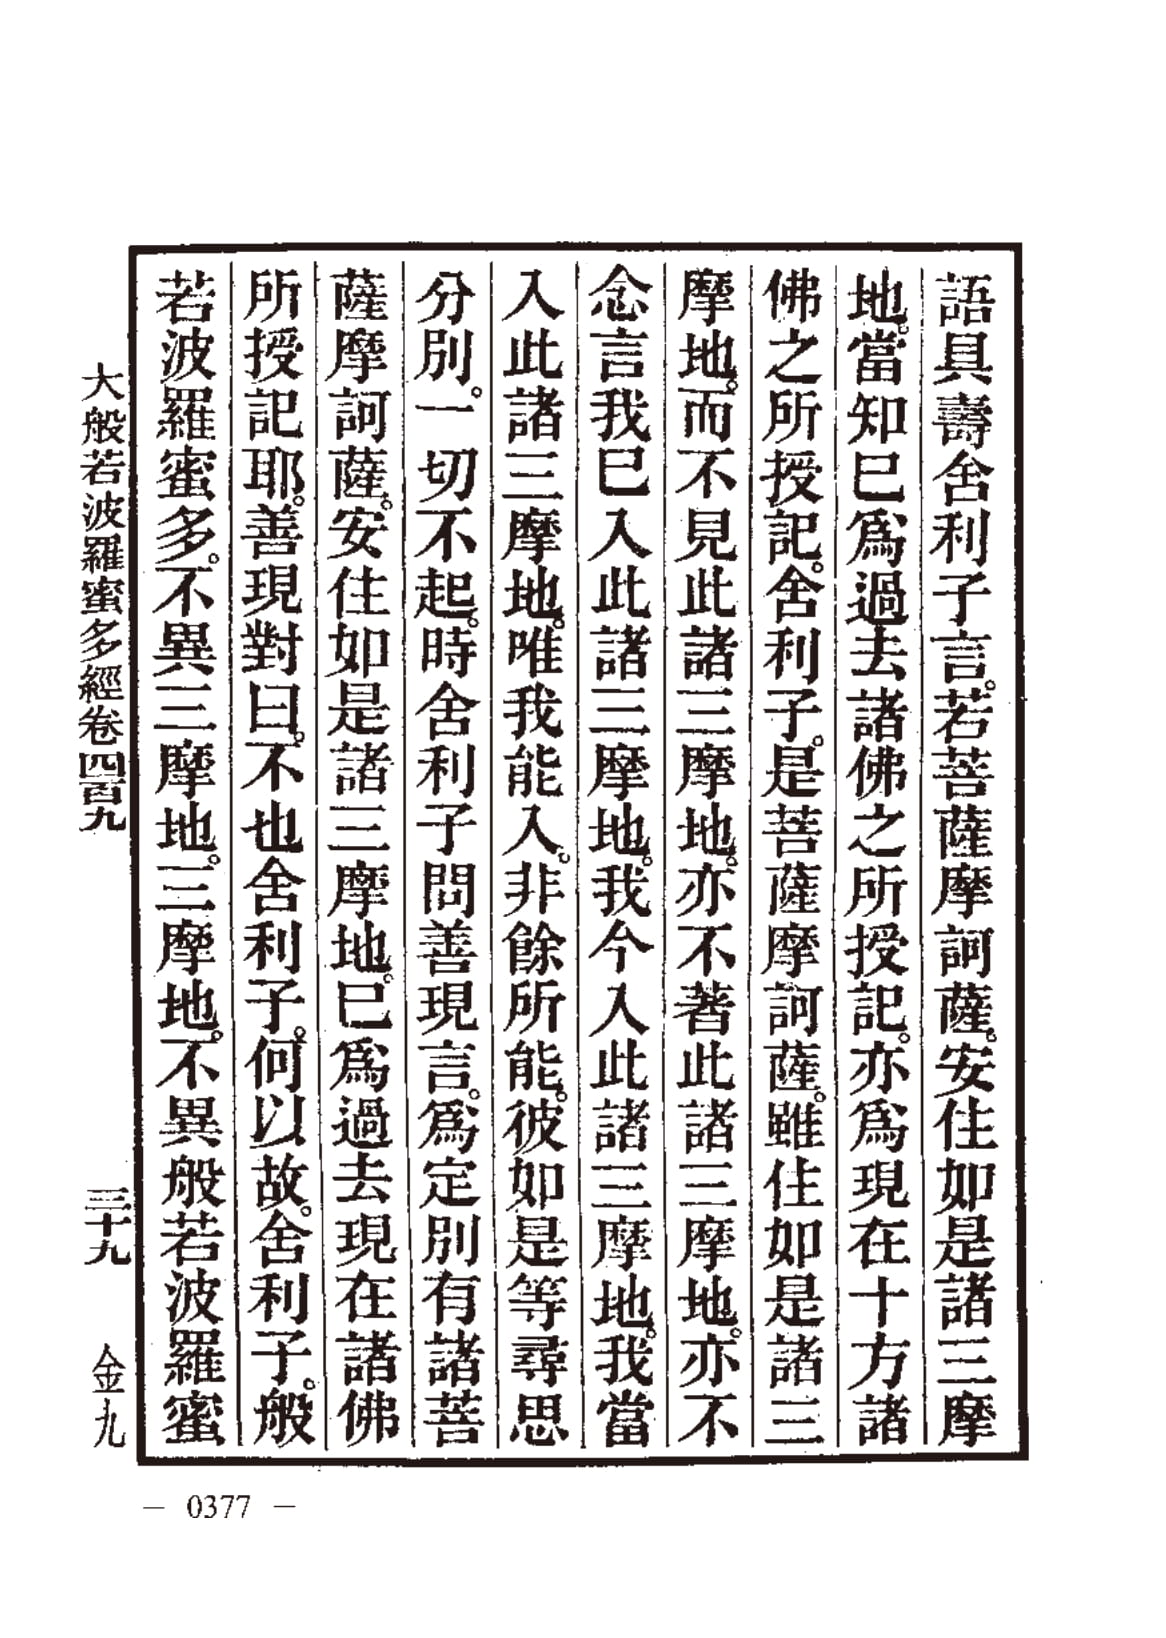 語具壽舍利子言。若菩薩摩訶薩。安住如是諸三摩
地。當知巳爲過去諸佛之所授記。亦爲現在十方諸
佛之所授記。舍利子。是菩薩摩訶薩。雖住如是諸三
摩地。而不見此諸三摩地。亦不著此諸三摩地。亦不
念言我巳入此諸三摩地。我今入此諸三摩地。我當
入此諸三摩地。唯我能入。非餘所能。彼如是等尋思
分別。一切不起。時舍利子問善現言。爲定別有諸菩
薩摩訶薩。安住如是諸三摩地。巳爲過去現在諸佛
所授記耶。善現對曰。不也舍利子。何以故。舍利子。般
若波羅蜜多。不異三摩地。三摩地。不異般若波羅蜜
大般若波羅蜜多經卷四百九 三十九 金九
— 0377 —